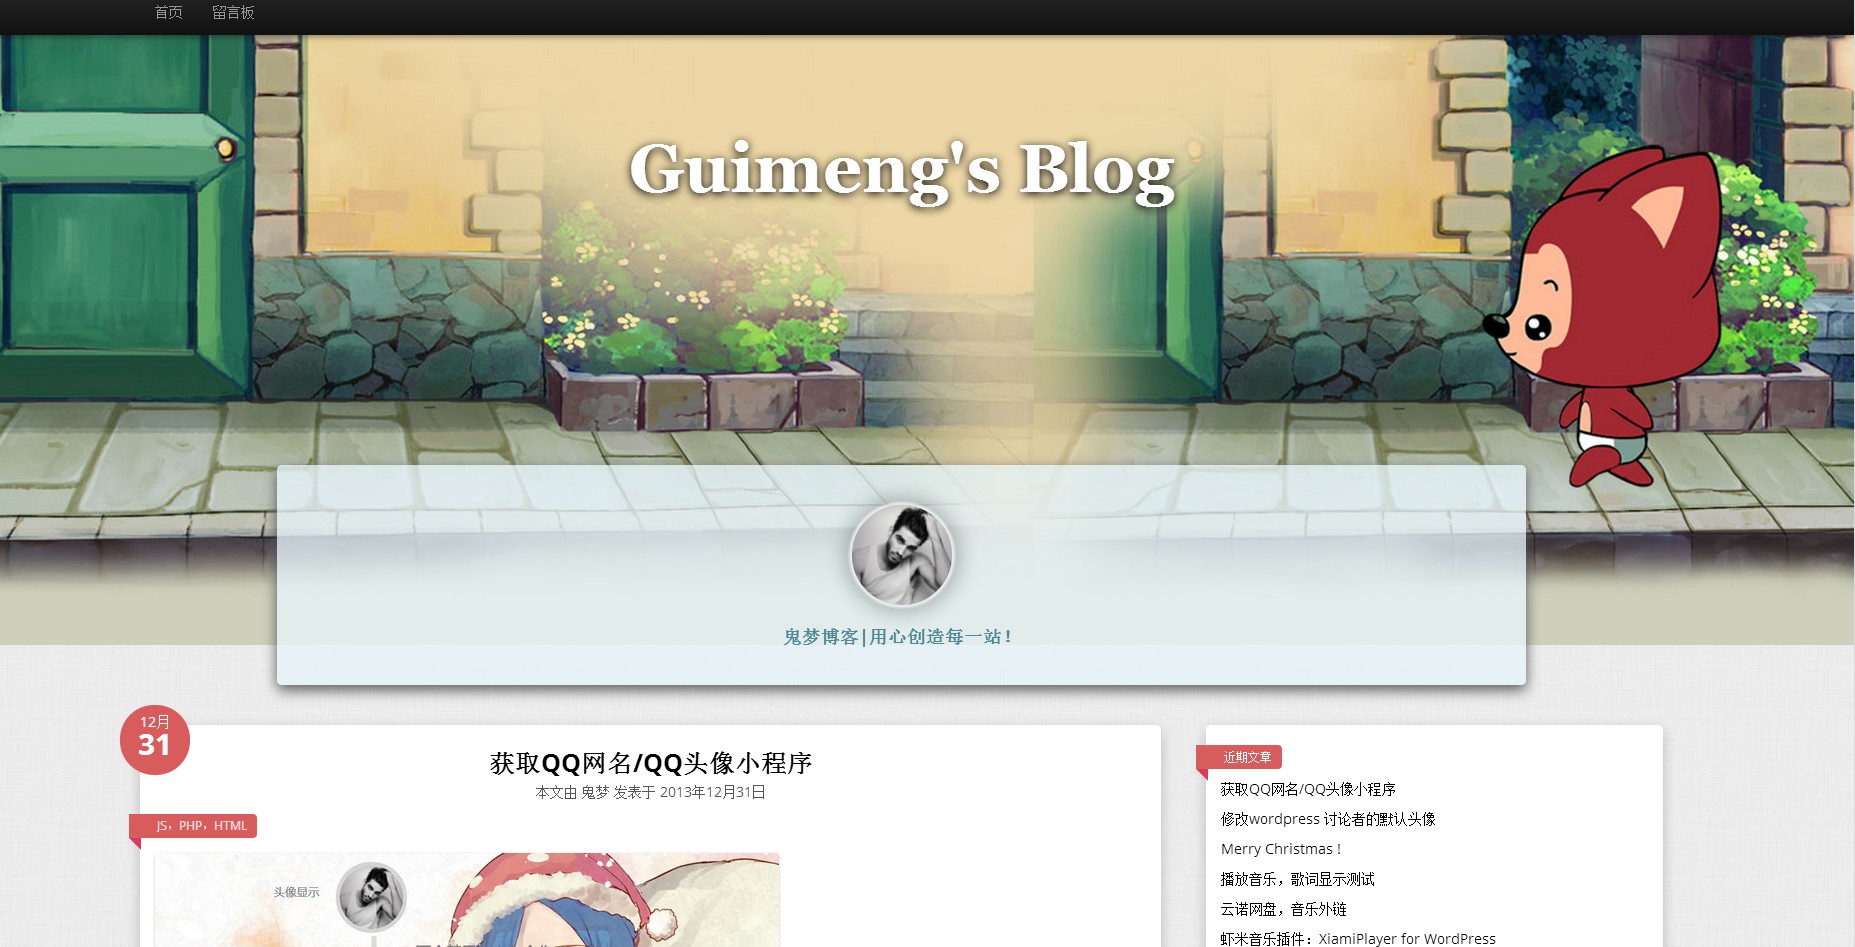 首页 留言板
Guimeng's Blog
鬼梦博客|用心创造每一站!
12月
31
获取QQ网名/QQ头像小程序
本文由 鬼梦 发表于 2013年12月31日
JS，PHP，HTML
头像显示
近期文章
获取QQ网名/QQ头像小程序
修改wordpress 讨论者的默认头像
Merry Christmas !
播放音乐，歌词显示测试
云诺网盘，音乐外链
虾米音乐插件：XiamiPlayer for WordPress